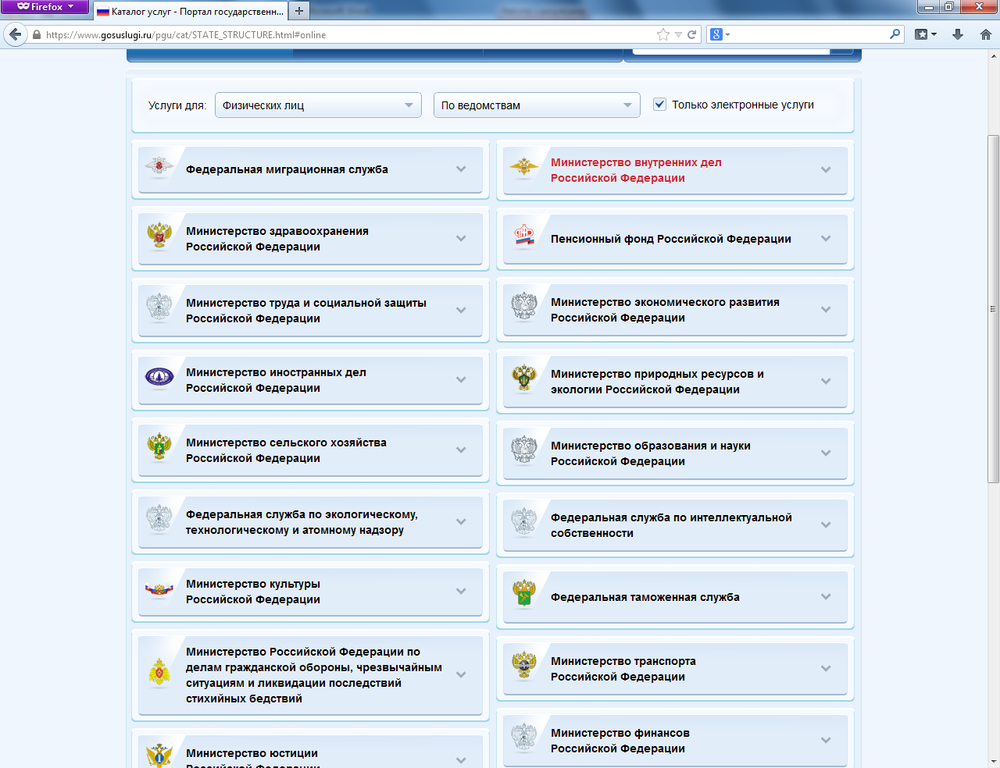 Firefox
Каталог услуг - Портал государственн...
https://www.gosuslugi.ru/pgu/cat/STATE_STRUCTURE.html#online
Услуги для:
Физических лиц
По ведомствам
Только электронные услуги
Федеральная миграционная служба
Министерство внутренних дел
Российской Федерации
Министерство здравоохранения
Российской Федерации
Пенсионный фонд Российской Федерации
Министерство труда и социальной защиты
Российской Федерации
Министерство экономического развития
Российской Федерации
Министерство иностранных дел
Российской Федерации
Министерство природных ресурсов и
экологии Российской Федерации
Министерство сельского хозяйства
Российской Федерации
Министерство образования и науки
Российской Федерации
Федеральная служба по экологическому,
технологическому и атомному надзору
Федеральная служба по интеллектуальной
собственности
Министерство культуры
Российской Федерации
Федеральная таможенная служба
Министерство Российской Федерации по
делам гражданской обороны, чрезвычайным
ситуациям и ликвидации последствий
стихийных бедствий
Министерство транспорта
Российской Федерации
Министерство финансов
Российской Федерации
Министерство юстиции
Российской Федерации